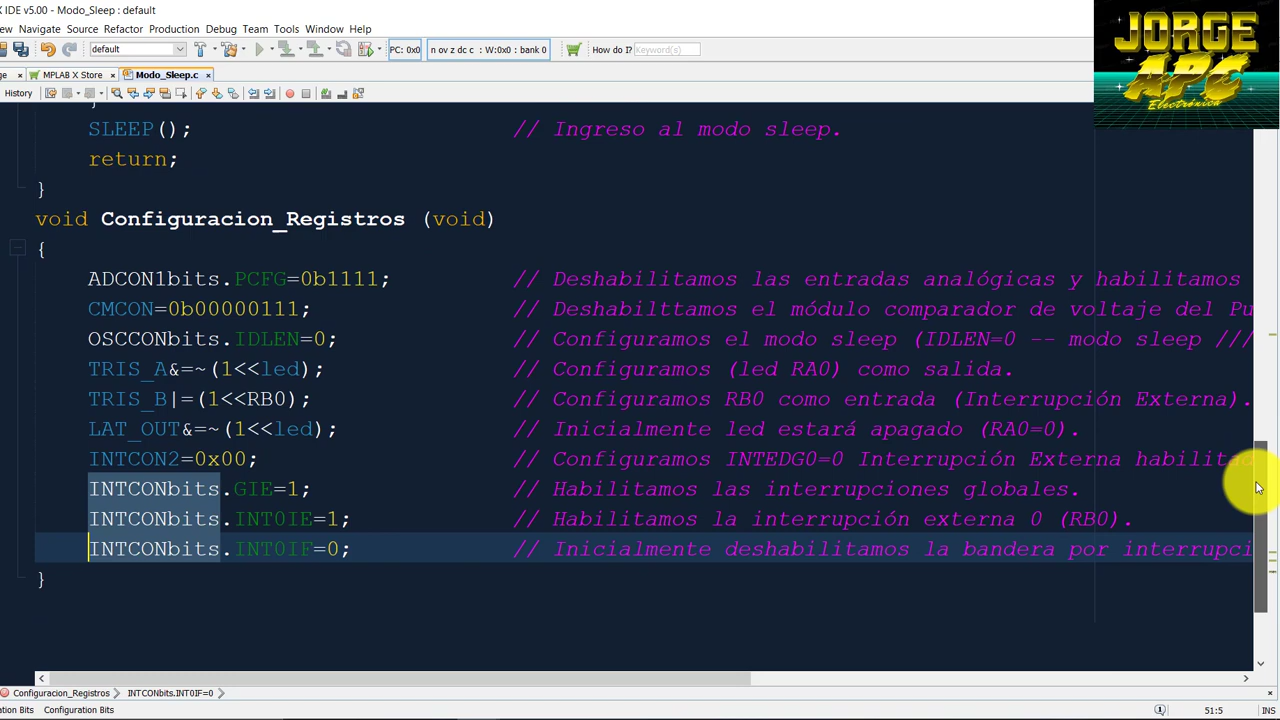 X IDE v5.00 - Modo_Sleep : default
ew Navigate Source Refactor Production Debug Team Tools Window Help
default PC: 0x0 n ov z dc c : W:0x0 : bank 0 How do I? Keyword(s)
ge × MPLAB X Store × Modo_Sleep.c ×
History
JORGE
APC
Electrónica
}
SLEEP(); // Ingreso al modo sleep.
return;
}
void Configuracion_Registros (void)
{
ADCON1bits.PCFG=0b1111; // Deshabilitamos las entradas analógicas y habilitamos
CMCON=0b00000111; // Deshabilttamos el módulo comparador de voltaje del Pu
OSCCONbits.IDLEN=0; // Configuramos el modo sleep (IDLEN=0 -- modo sleep ///
TRIS_A&=~(1<<led); // Configuramos (led RA0) como salida.
TRIS_B|=(1<<RB0); // Configuramos RB0 como entrada (Interrupción Externa).
LAT_OUT&=~(1<<led); // Inicialmente led estará apagado (RA0=0).
INTCON2=0x00; // Configuramos INTEDG0=0 Interrupción Externa habilitad
INTCONbits.GIE=1; // Habilitamos las interrupciones globales.
INTCONbits.INT0IE=1; // Habilitamos la interrupción externa 0 (RB0).
INTCONbits.INT0IF=0; // Inicialmente deshabilitamos la bandera por interrupci
}
Configuracion_Registros INTCONbits.INT0IF=0
ation Bits Configuration Bits 51:5 INS